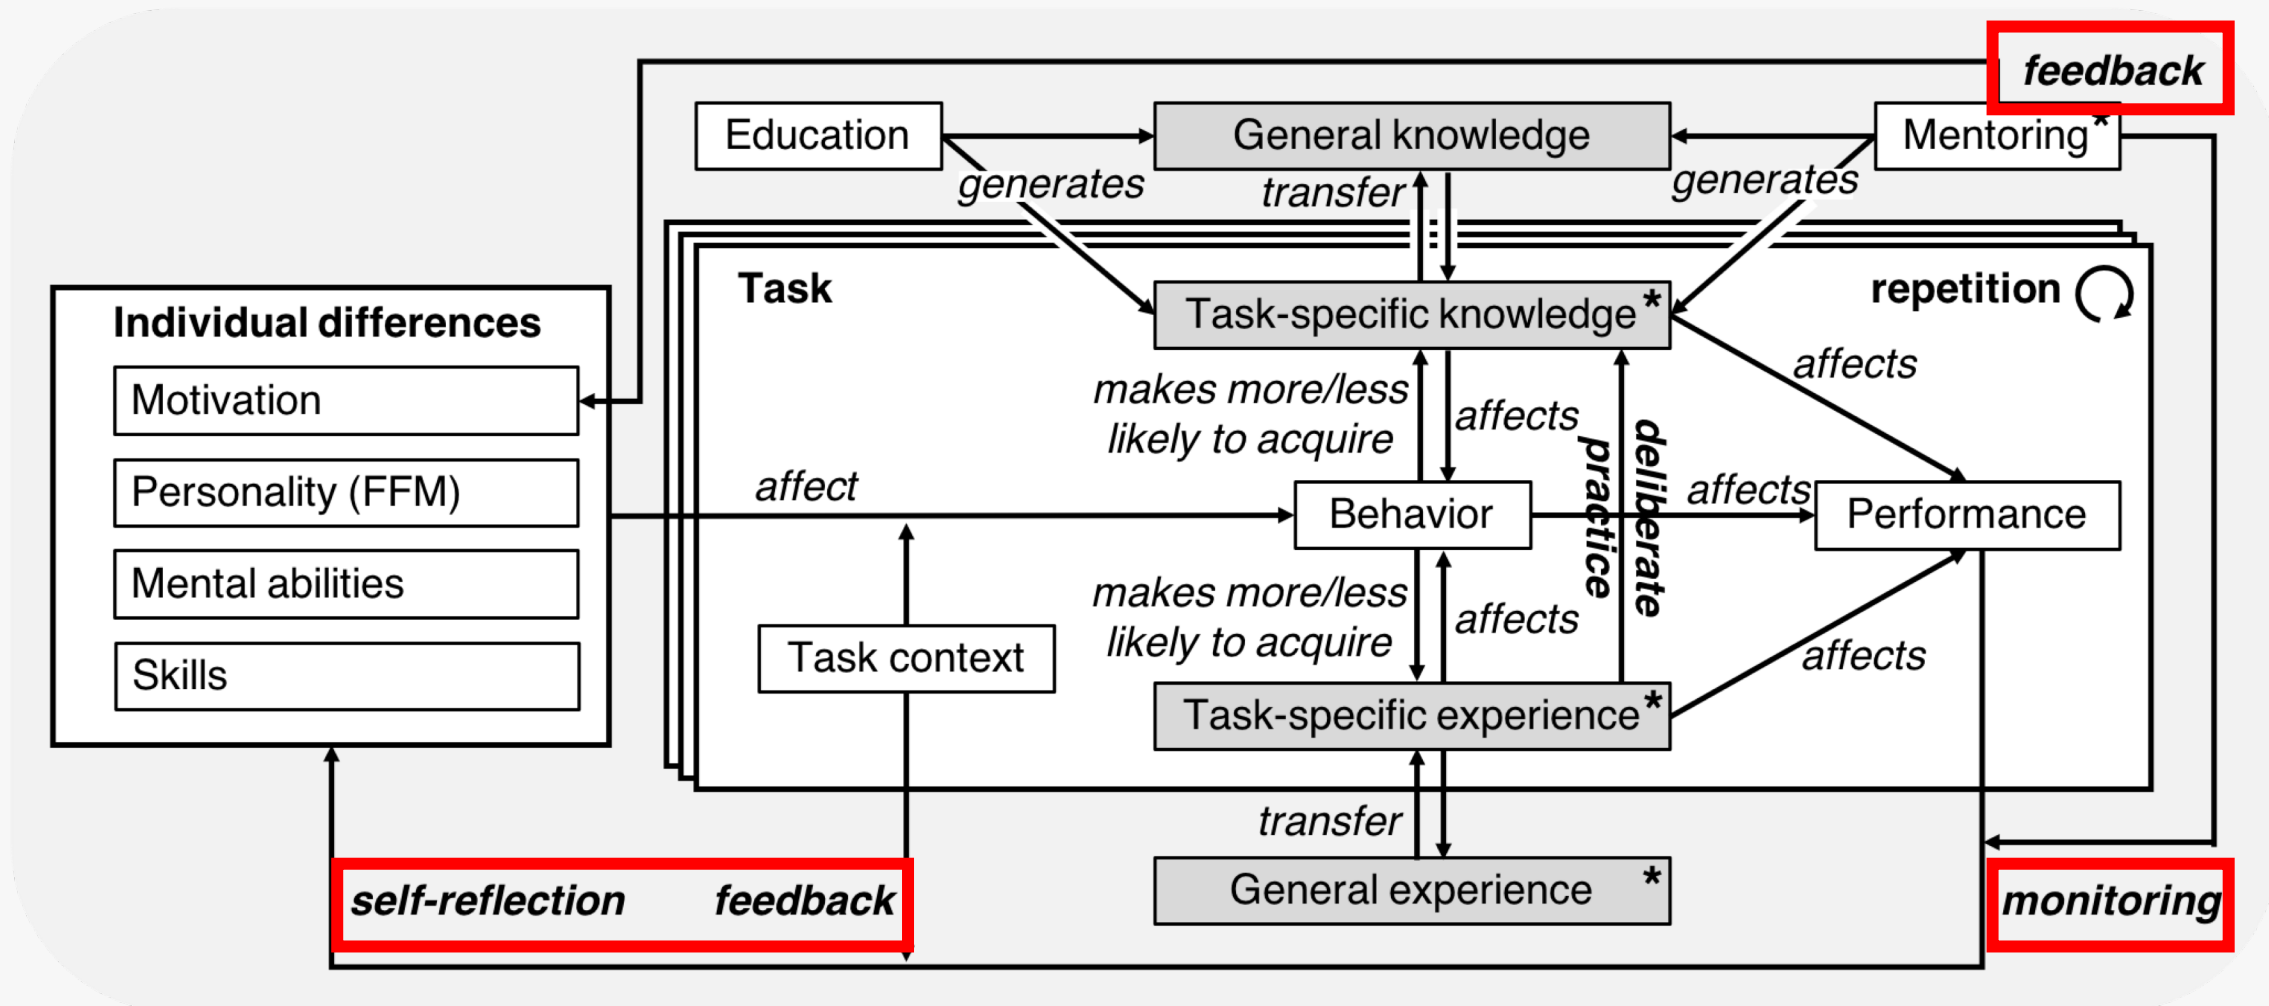 feedback
Education
General knowledge
Mentoring*
generates
transfer
generates
Task
repetition
Task-specific knowledge*
Individual differences
Motivation
Personality (FFM)
Mental abilities
Skills
makes more/less
likely to acquire
affects
affects
deliberate
practice
affect
Behavior
affects
Performance
makes more/less
likely to acquire
affects
affects
Task context
Task-specific experience*
transfer
General experience *
self-reflection feedback
monitoring